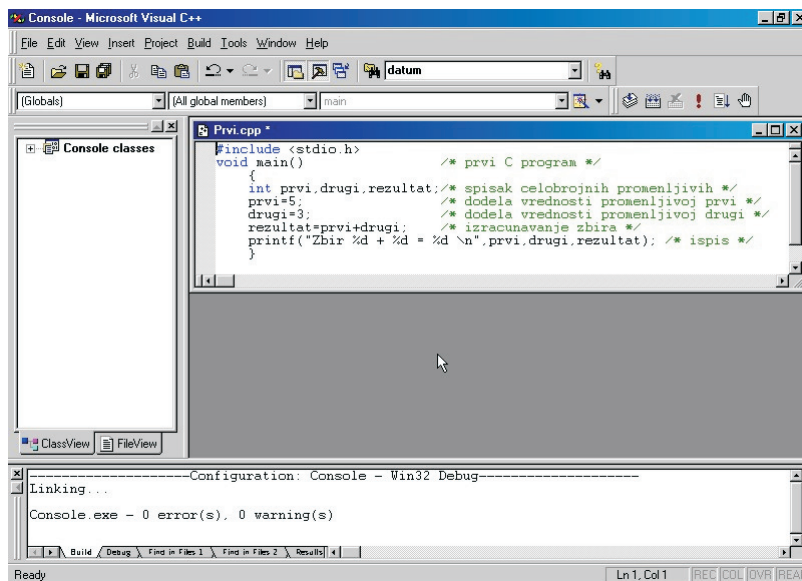 Console - Microsoft Visual C++
File Edit View Insert Project Build Tools Window Help
datum
(Globals) (All global members) main
Console classes
Prvi.cpp *
#include <stdio.h>
void main() /* prvi C program */
{
int prvi,drugi,rezultat;/* spisak celobrojnih promenljivih */
prvi=5; /* dodela vrednosti promenljivoj prvi */
drugi=3; /* dodela vrednosti promenljivoj drugi */
rezultat=prvi+drugi; /* izracunavanje zbira */
printf("Zbir %d + %d = %d \n",prvi,drugi,rezultat); /* ispis */
}
ClassView FileView
--------------------Configuration: Console - Win32 Debug--------------------
Linking...
Console.exe - 0 error(s), 0 warning(s)
Build Debug Find in Files 1 Find in Files 2 Results
Ready Ln 1, Col 1 REC COL OVR READ